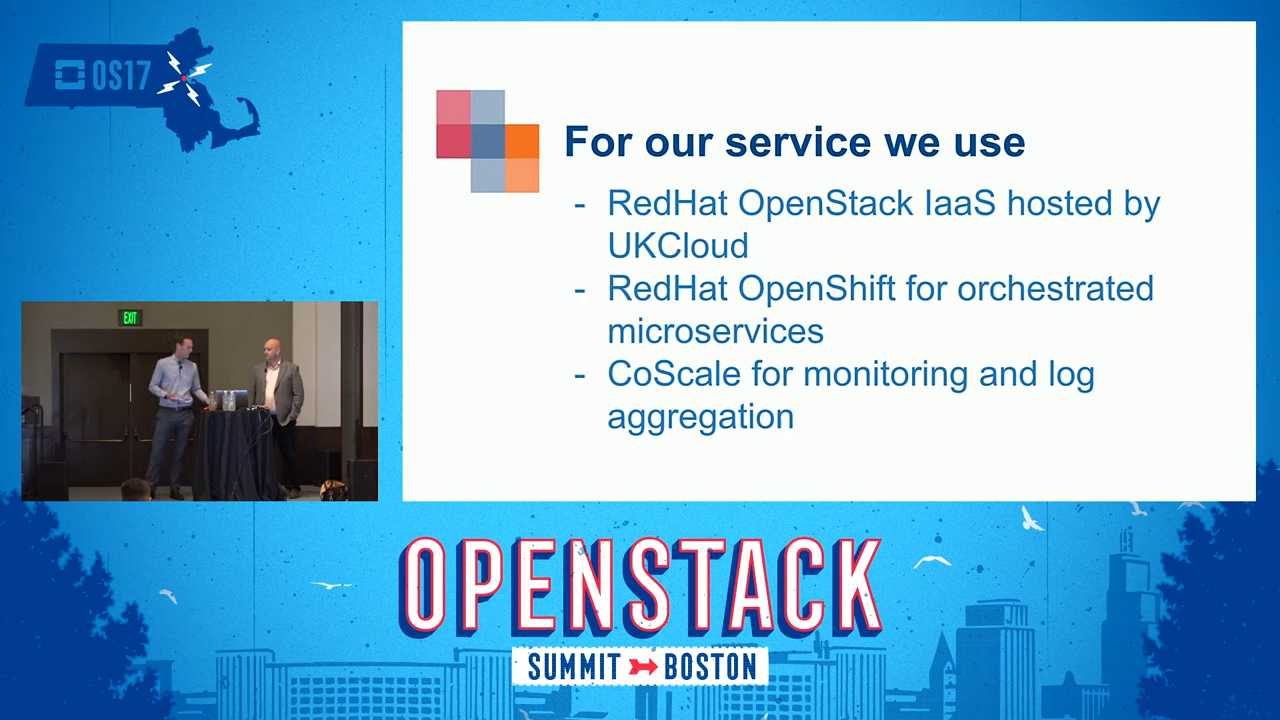 OS17
For our service we use
- RedHat OpenStack IaaS hosted by
UKCloud
- RedHat OpenShift for orchestrated
microservices
- CoScale for monitoring and log
aggregation
EXIT
OPENSTACK
SUMMIT BOSTON